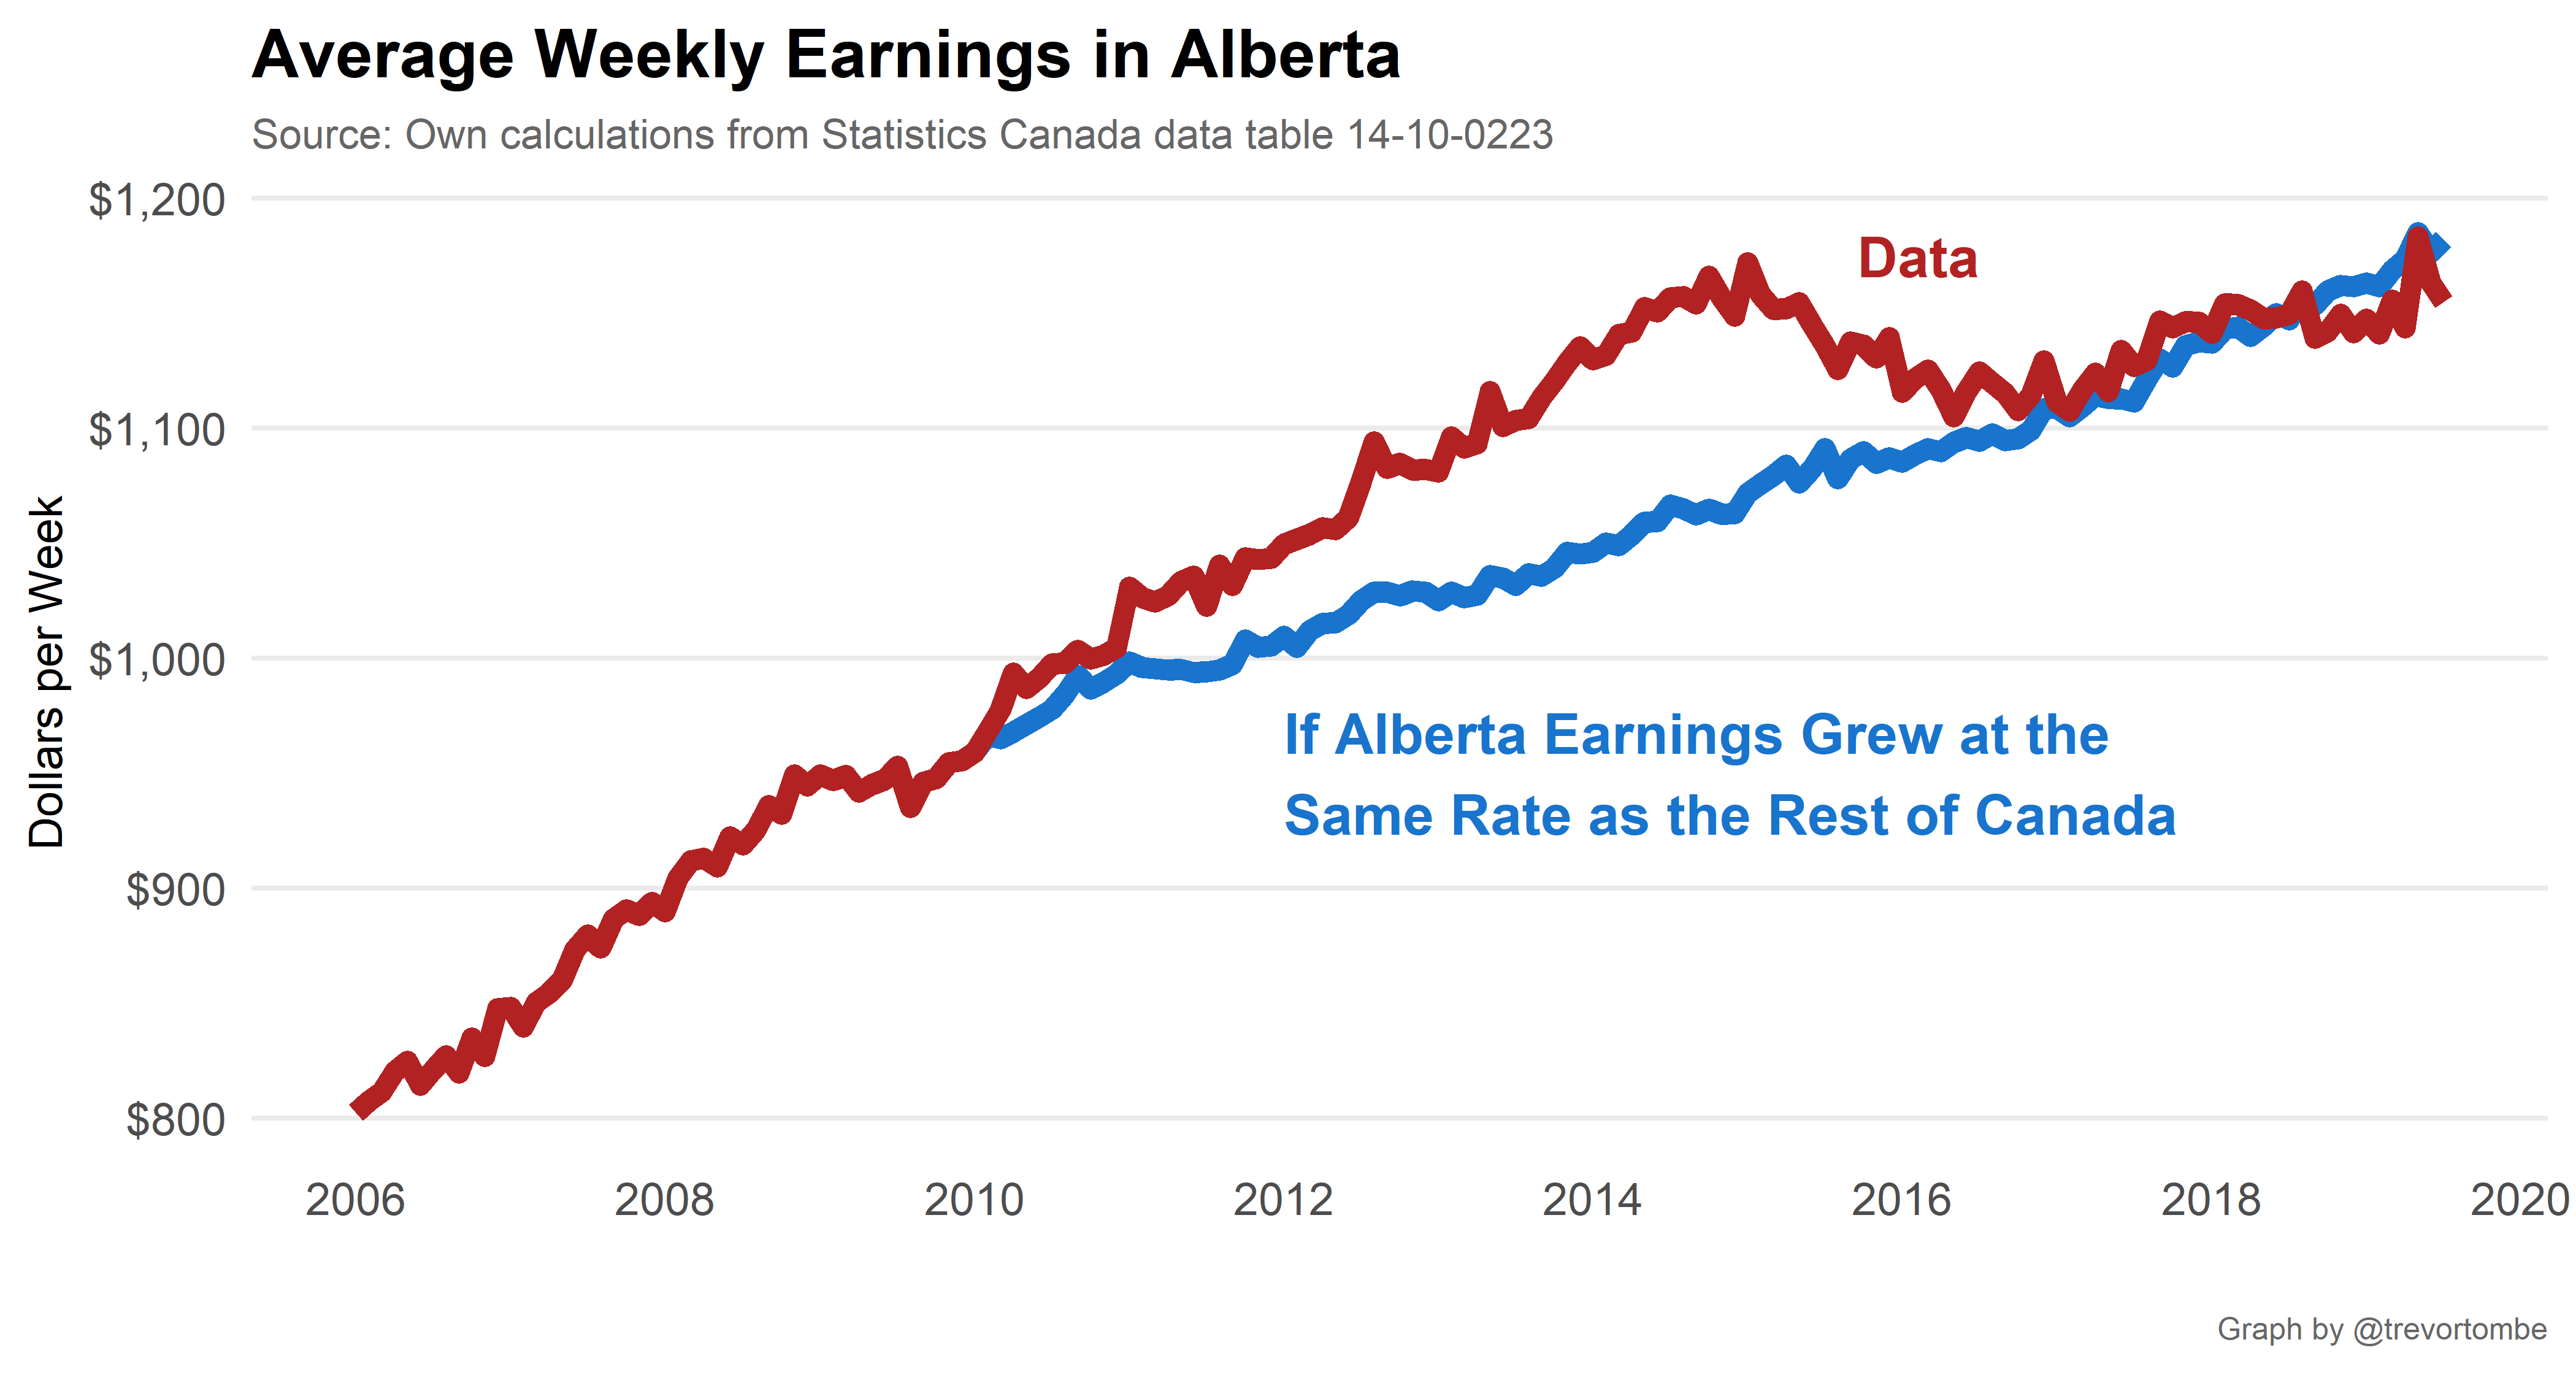 Average Weekly Earnings in Alberta
Source: Own calculations from Statistics Canada data table 14-10-0223
Dollars per Week
$1,200
$1,100
$1,000
$900
$800
Data
If Alberta Earnings Grew at the
Same Rate as the Rest of Canada
2006 2008 2010 2012 2014 2016 2018 2020
Graph by @trevortombe